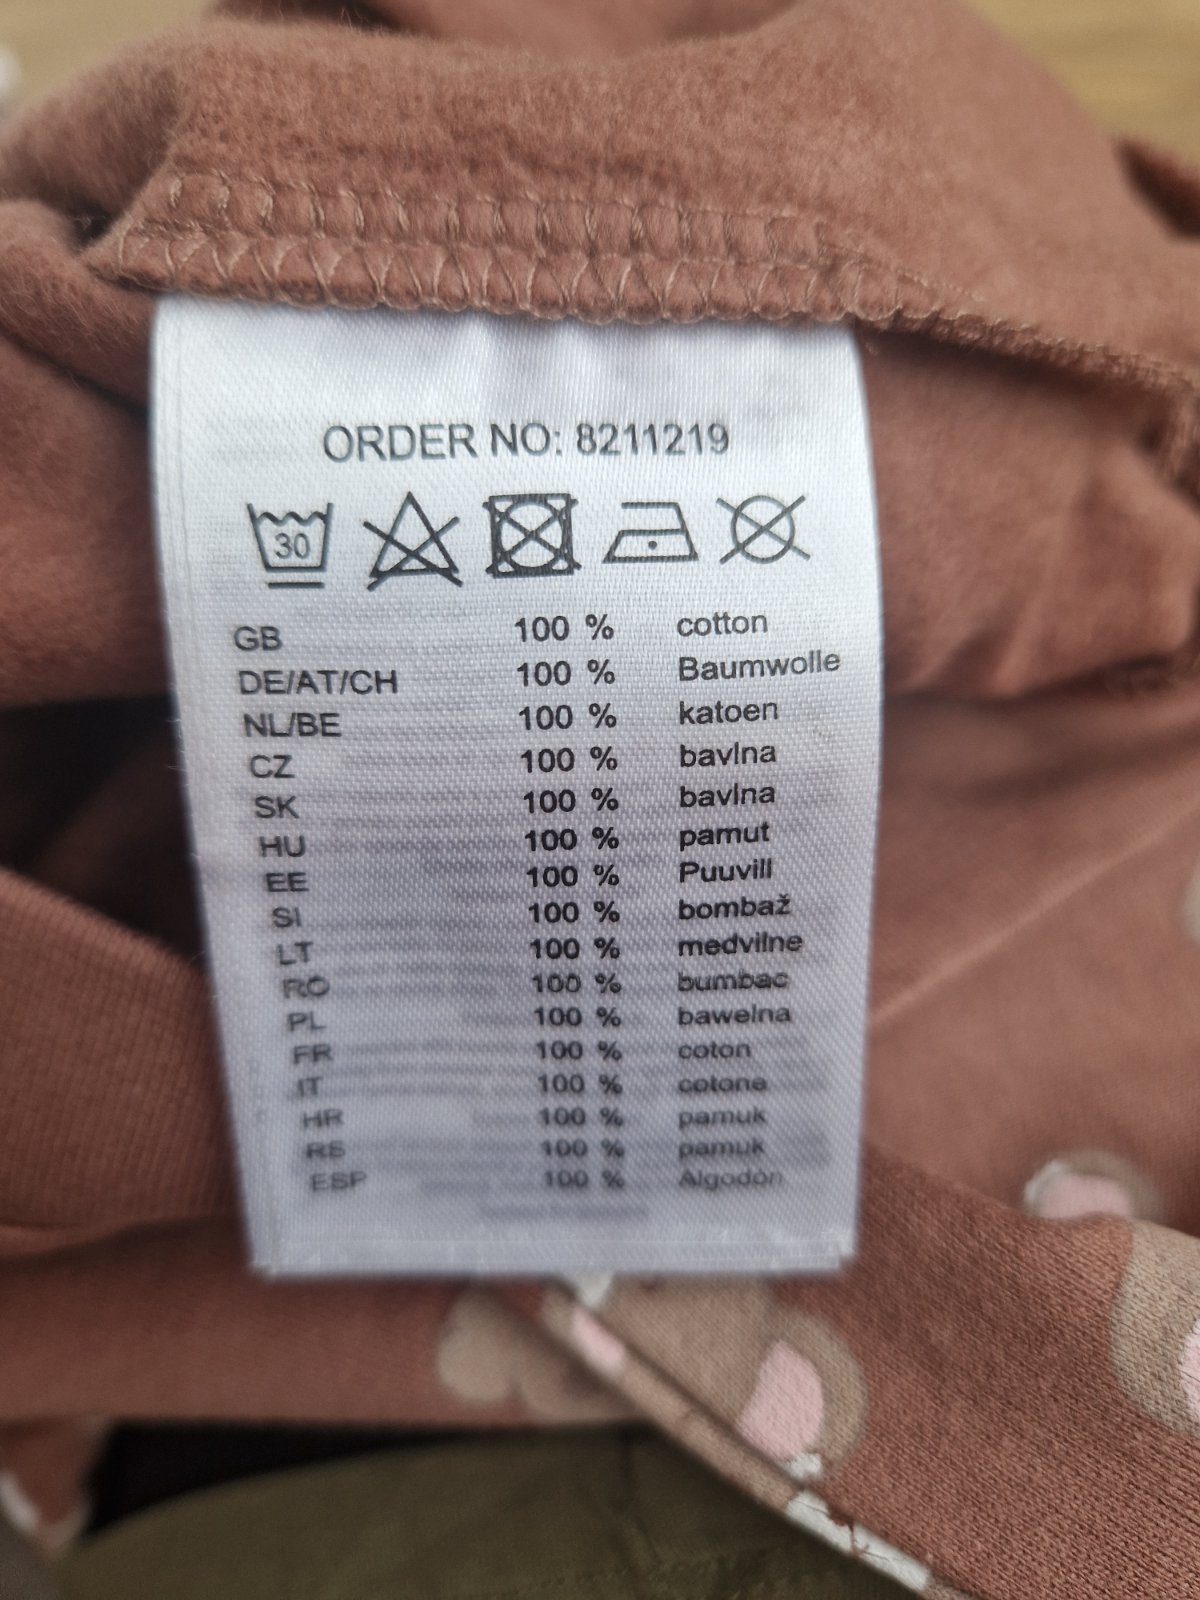 ORDER NO: 8211219
30
GB 100 % cotton
DE/AT/CH 100 % Baumwolle
NL/BE 100 % katoen
CZ 100 % bavlna
SK 100 % bavlna
HU 100 % pamut
EE 100 % Puuvill
SI 100 % bombaž
LT 100 % medvilne
RO 100 % bumbac
PL 100 % bawelna
FR 100 % coton
IT 100 % cotone
HR 100 % pamuk
RS 100 % pamuk
ESP 100 % Algodón